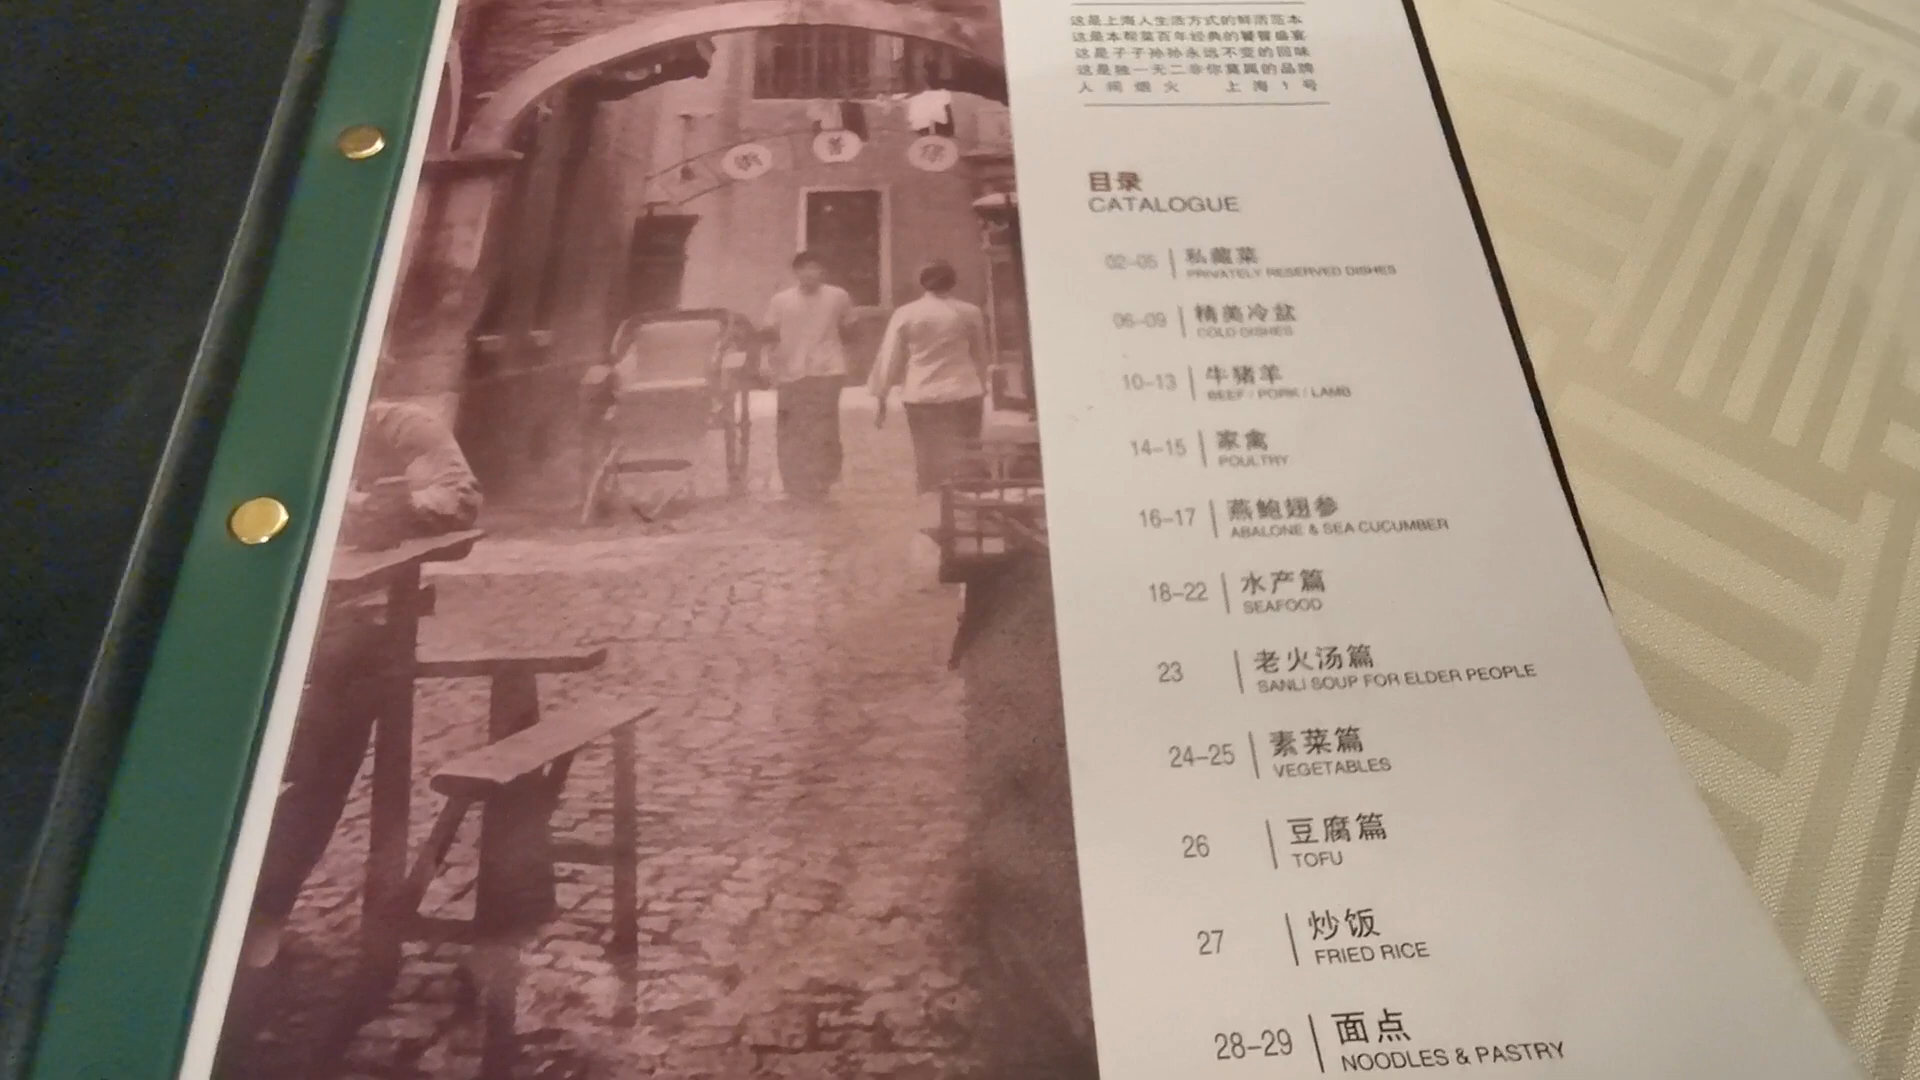 这是上海人生活方式的鲜活范本
这是本帮菜百年经典的饕餮盛宴
这是子子孙孙永远不变的回味
这是独一无二非你莫属的品牌
人间烟火 上海1号
目录
CATALOGUE
02-05 私藏菜
PRIVATELY RESERVED DISHES
06-09 精美冷盆
COLD DISHES
10-13 牛猪羊
BEEF / PORK / LAMB
14-15 家禽
POULTRY
16-17 燕鲍翅参
ABALONE & SEA CUCUMBER
18-22 水产篇
SEAFOOD
23 老火汤篇
SANLI SOUP FOR ELDER PEOPLE
24-25 素菜篇
VEGETABLES
26 豆腐篇
TOFU
27 炒饭
FRIED RICE
28-29 面点
NOODLES & PASTRY